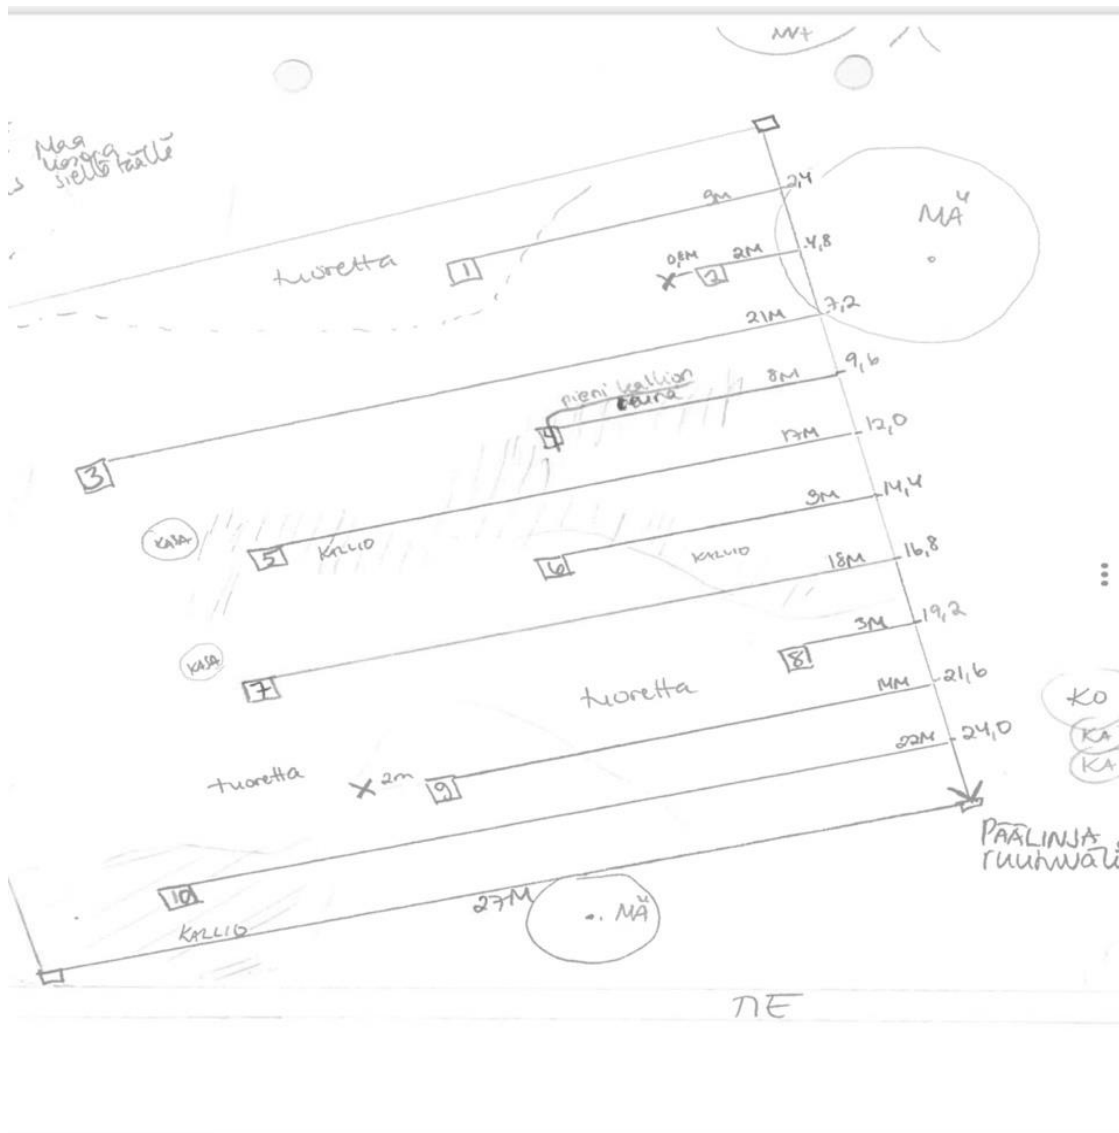 Maa
siellä täällä
MÄ
2,4
9M
1
tuoretta
4,8
2M
0,8M
X
2
7,2
21M
3
9,6
8M
pieni kallion
seinä
4
12,0
17M
KASA
5
KALLIO
14,4
9M
6
KALLIO
16,8
18M
KASA
7
19,2
3M
8
tuoretta
21,6
14M
KO
KA
KA
tuoretta
X 2m
9
24,0
22M
PÄÄLINJA
10
KALLIO
27M
MÄ
TIE